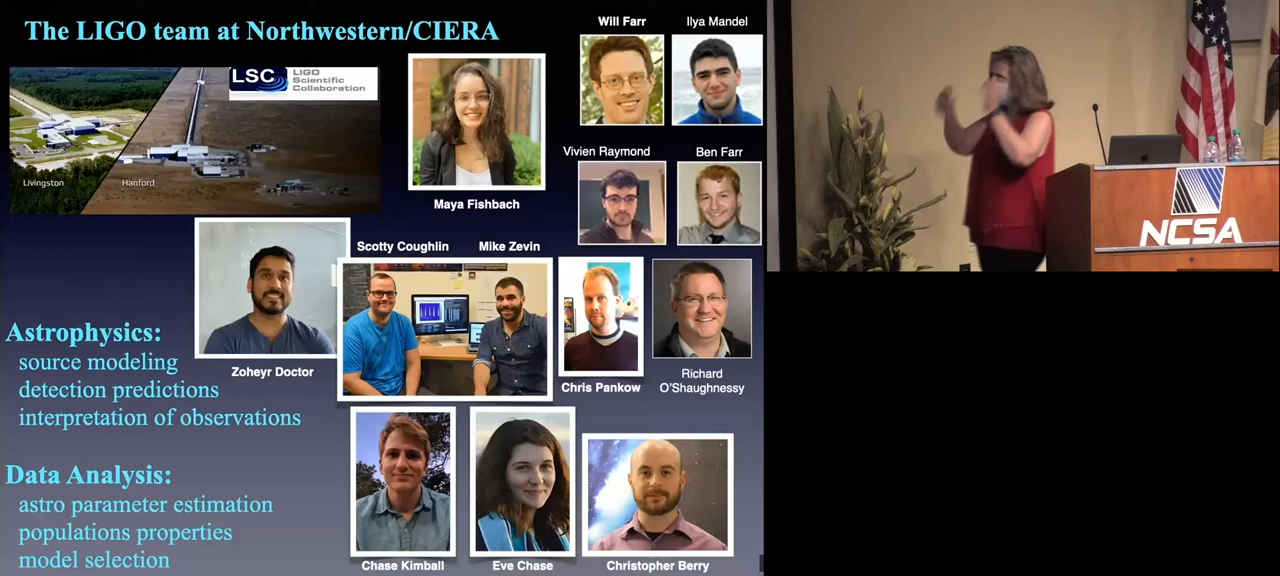 The LIGO team at Northwestern/CIERA
Will Farr
Ilya Mandel
LSC
LIGO
Scientific
Collaboration
Livingston
Hanford
Maya Fishbach
Vivien Raymond
Ben Farr
Scotty Coughlin
Mike Zevin
Zoheyr Doctor
Chris Pankow
Richard
O'Shaughnessy
Astrophysics:
source modeling
detection predictions
interpretation of observations
Data Analysis:
astro parameter estimation
populations properties
model selection
Chase Kimball
Eve Chase
Christopher Berry
NCSA